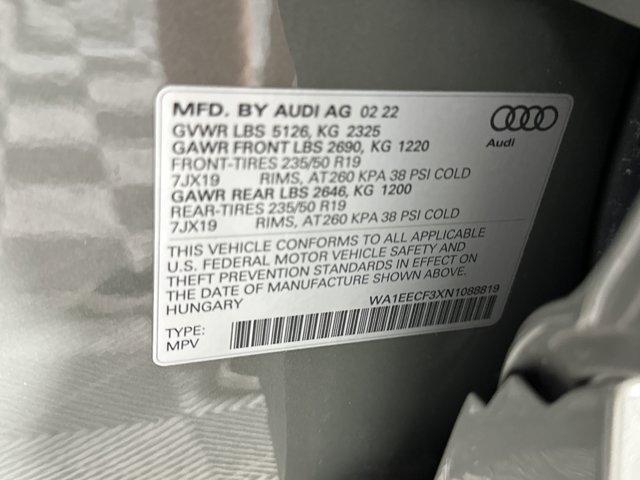 MFD. BY AUDI AG 02 22
GVWR LBS 5126, KG 2325
GAWR FRONT LBS 2690, KG 1220
FRONT-TIRES 235/50 R19
7JX19 RIMS, AT260 KPA 38 PSI COLD
GAWR REAR LBS 2646, KG 1200
REAR-TIRES 235/50 R19
7JX19 RIMS, AT260 KPA 38 PSI COLD
Audi
THIS VEHICLE CONFORMS TO ALL APPLICABLE
U.S. FEDERAL MOTOR VEHICLE SAFETY AND
THEFT PREVENTION STANDARDS IN EFFECT ON
THE DATE OF MANUFACTURE SHOWN ABOVE.
HUNGARY WA1EECF3XN1088819
TYPE:
MPV